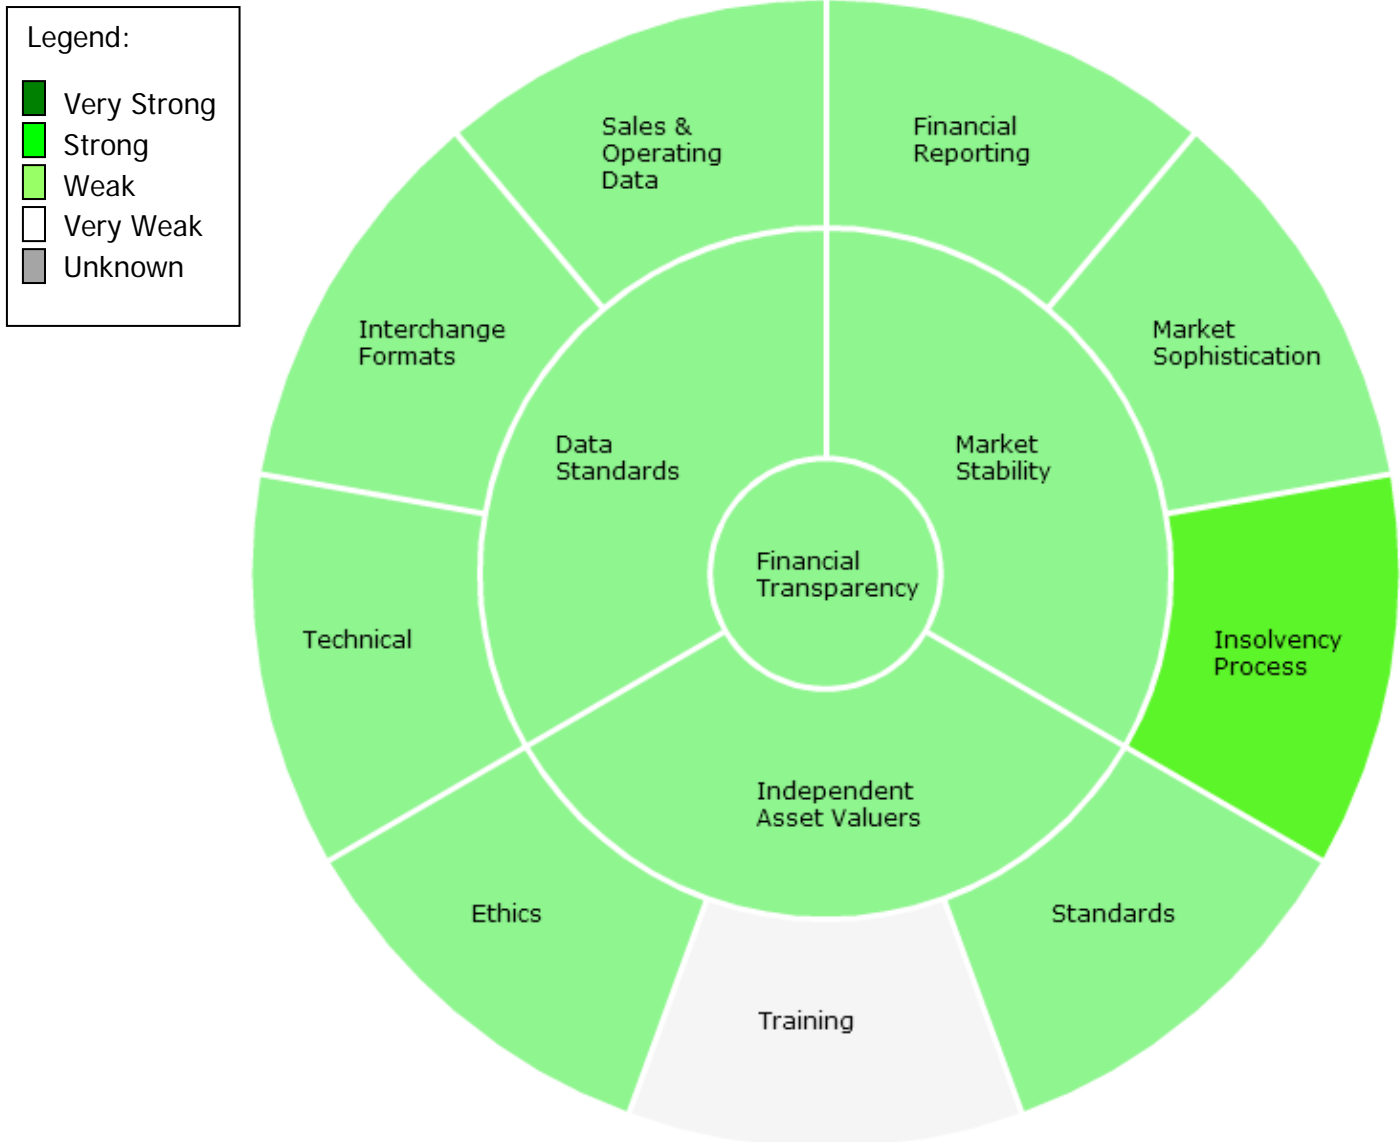 Legend:
Very Strong
Strong
Weak
Very Weak
Unknown
Sales &
Operating
Data
Financial
Reporting
Interchange
Formats
Market
Sophistication
Data
Standards
Market
Stability
Financial
Transparency
Technical
Insolvency
Process
Independent
Asset Valuers
Ethics
Standards
Training